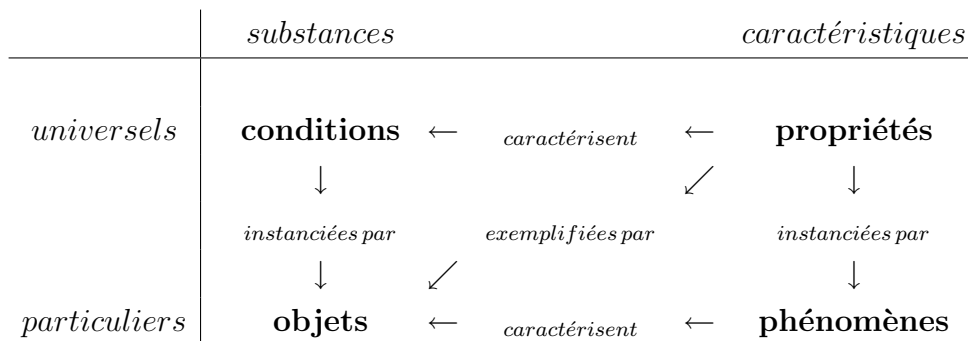 substances caractéristiques
universels conditions ← caractérisent ← propriétés
↓ ↙ ↓
instanciées par exemplifiées par instanciées par
↓ ↙ ↓
particuliers objets ← caractérisent ← phénomènes